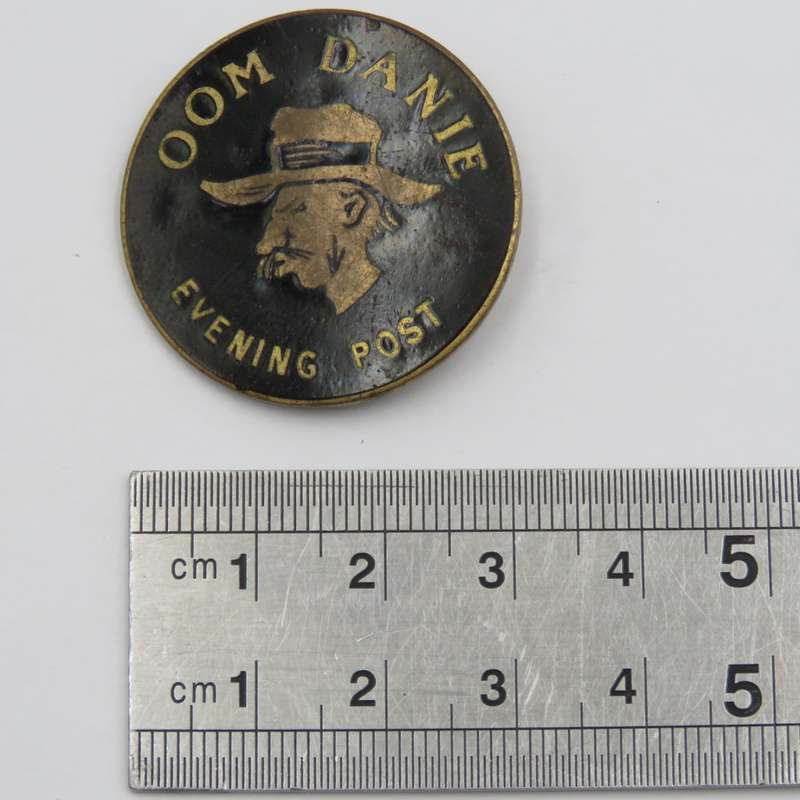 OOM DANIE
EVENING POST
cm 1 2 3 4 5
cm 1 2 3 4 5